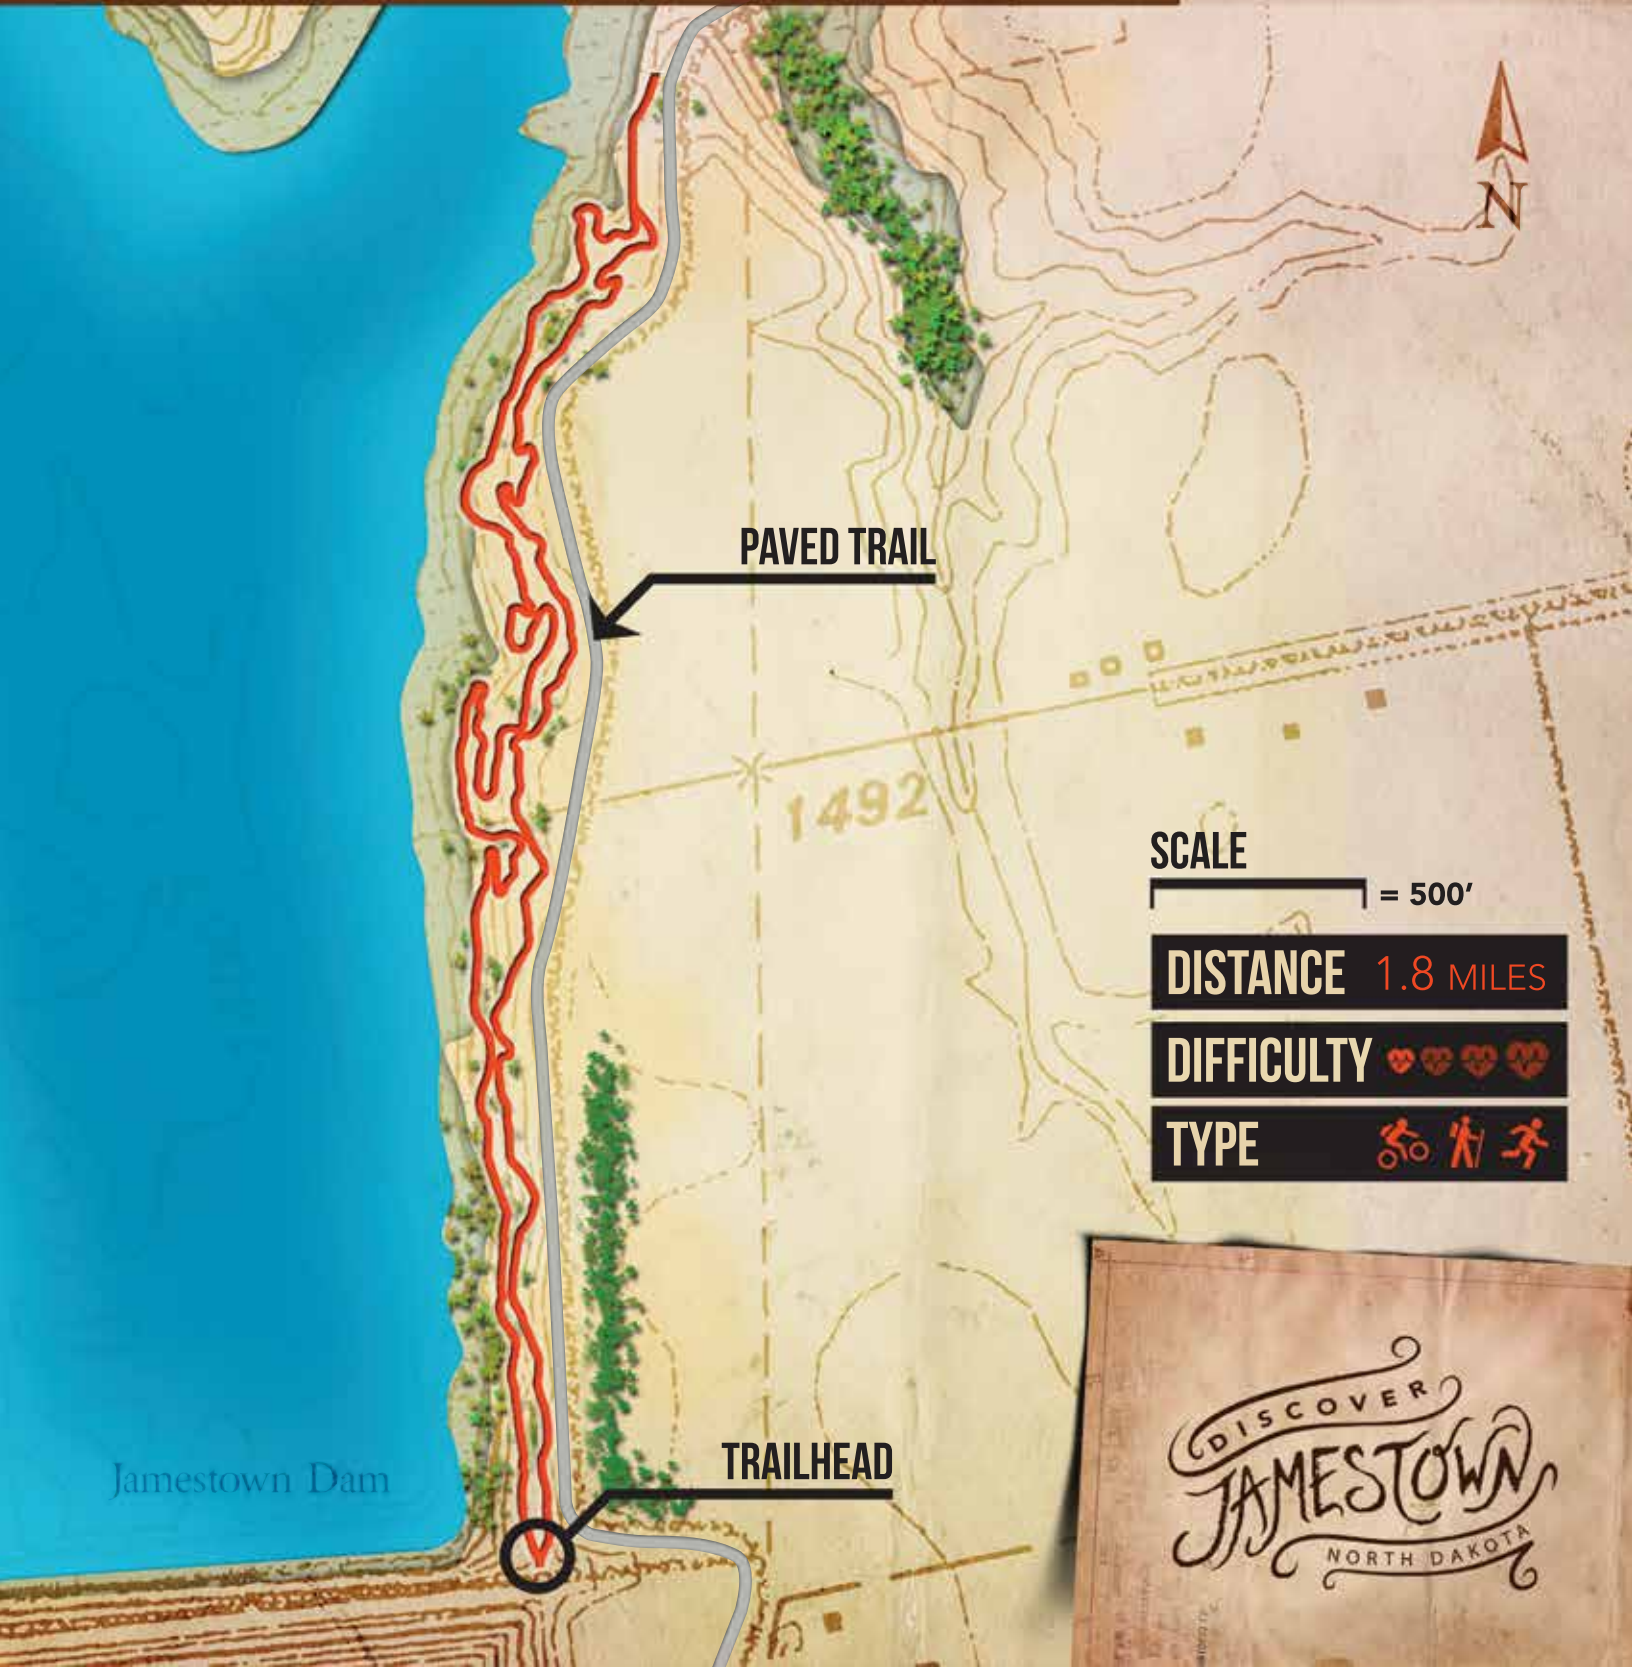 N
PAVED TRAIL
1492
SCALE
= 500’
DISTANCE 1.8 MILES
DIFFICULTY
TYPE
TRAILHEAD
Jamestown Dam
DISCOVER
JAMESTOWN
NORTH DAKOTA